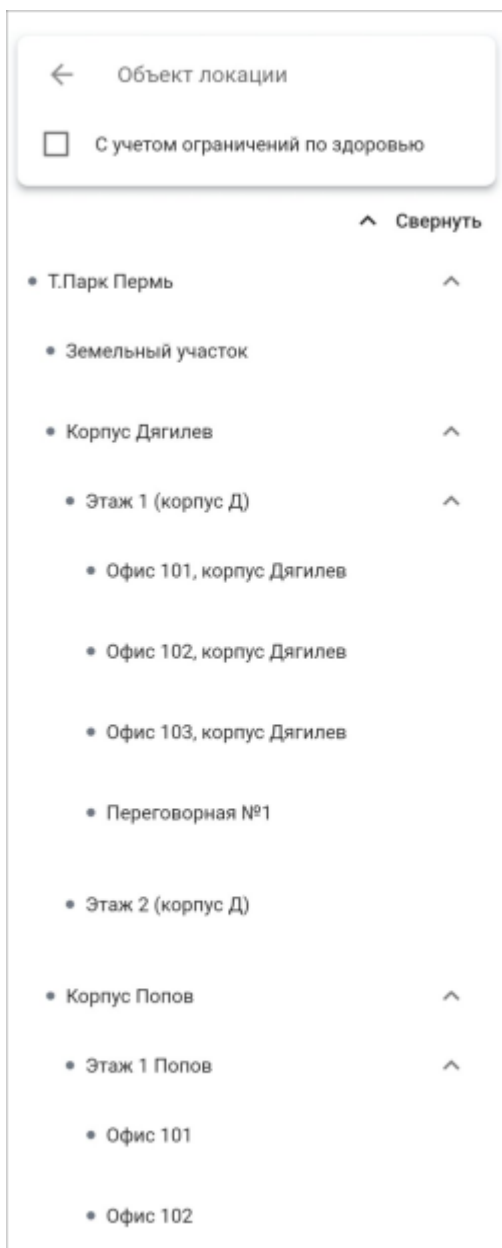 Объект локации
С учетом ограничений по здоровью
Свернуть
Т.Парк Пермь
Земельный участок
Корпус Дягилев
Этаж 1 (корпус Д)
Офис 101, корпус Дягилев
Офис 102, корпус Дягилев
Офис 103, корпус Дягилев
Переговорная №1
Этаж 2 (корпус Д)
Корпус Попов
Этаж 1 Попов
Офис 101
Офис 102